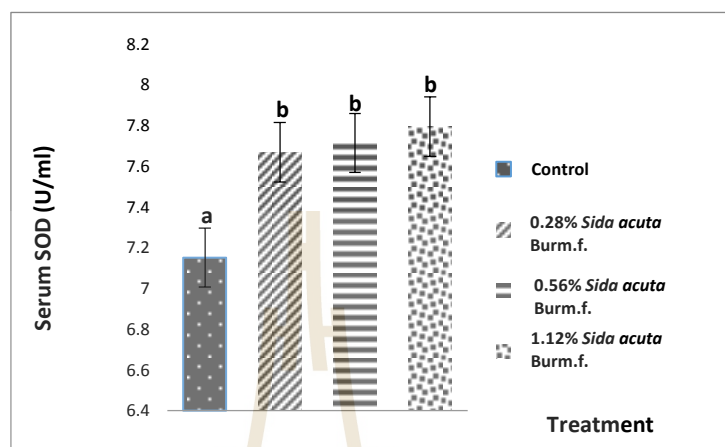 8.2
8
7.8
7.6
7.4
7.2
7
6.8
6.6
6.4
Serum SOD (U/ml)
a
b
b
b
Control
0.28% Sida acuta
Burm.f.
0.56% Sida acuta
Burm.f.
1.12% Sida acuta
Burm.f.
Treatment